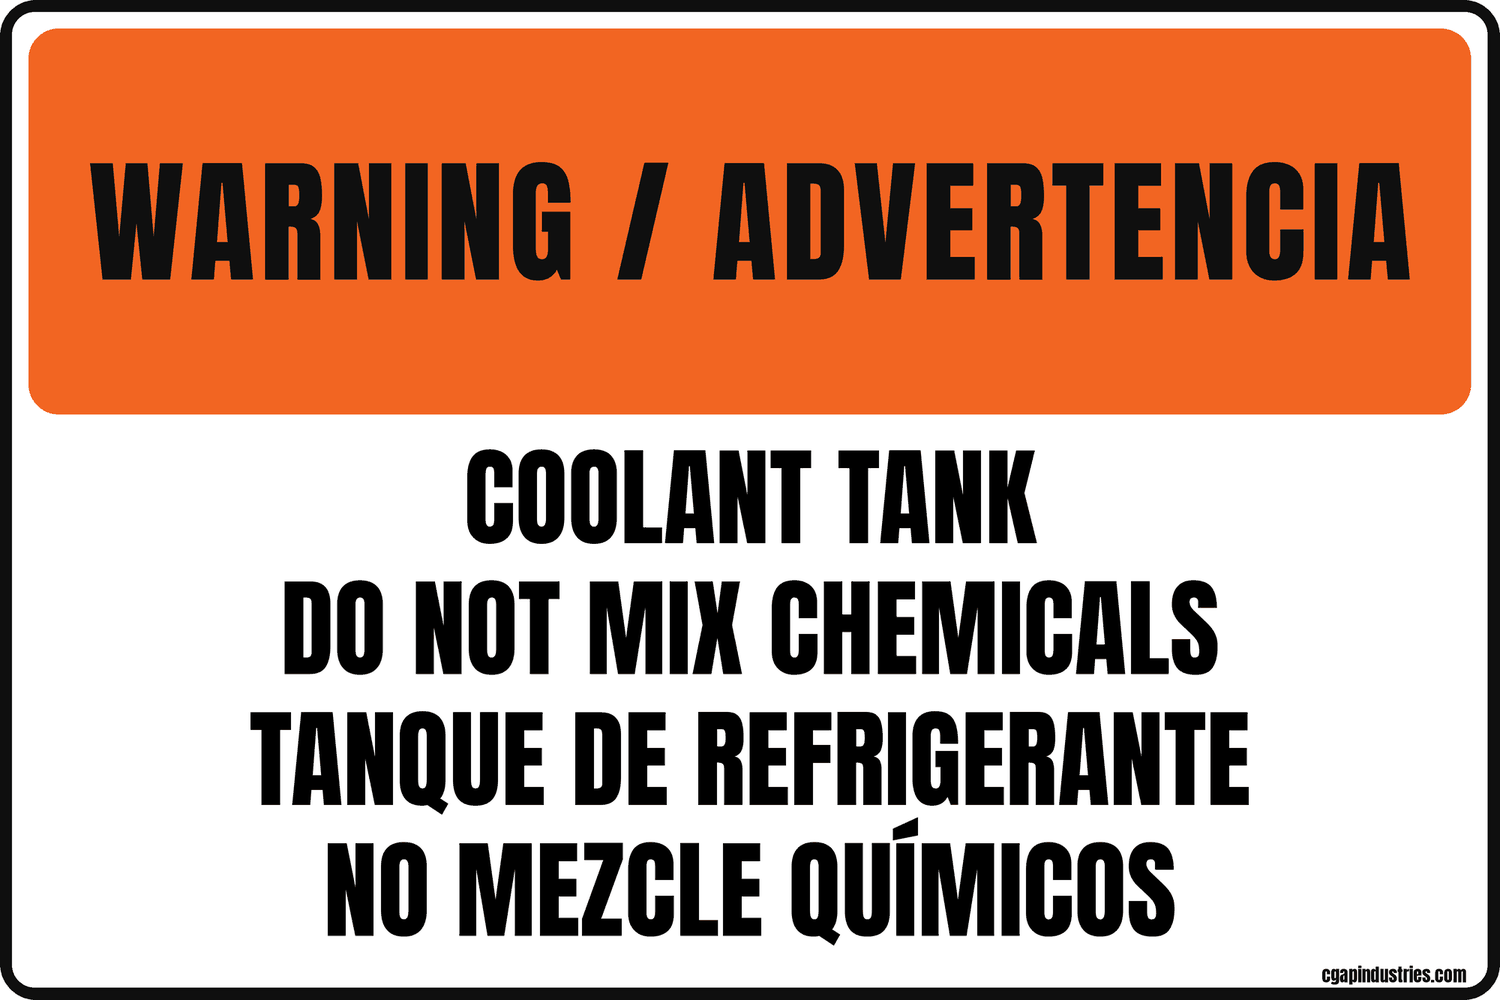 WARNING / ADVERTENCIA
COOLANT TANK
DO NOT MIX CHEMICALS
TANQUE DE REFRIGERANTE
NO MEZCLE QUÍMICOS
cgapindustries.com